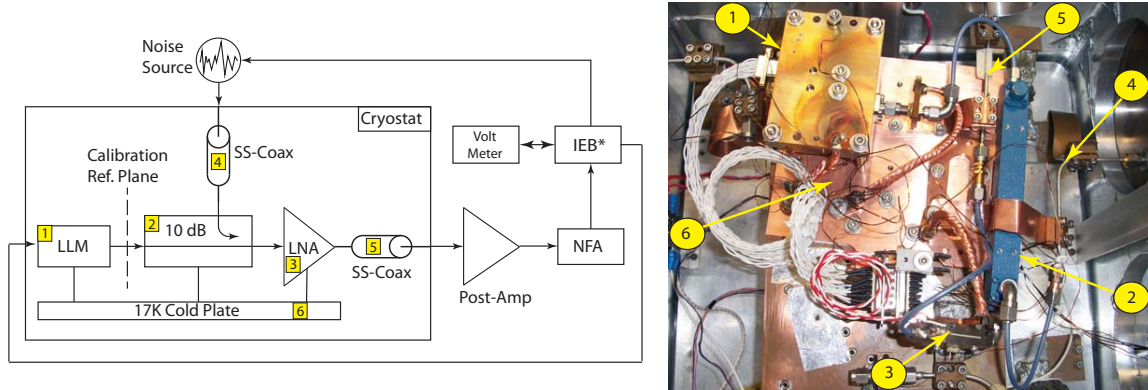 Noise
Source
Cryostat
4
SS-Coax
Volt
Meter
IEB*
Calibration
Ref. Plane
1
LLM
2
10 dB
LNA
3
5
SS-Coax
Post-Amp
NFA
17K Cold Plate
6
1
5
4
6
2
3